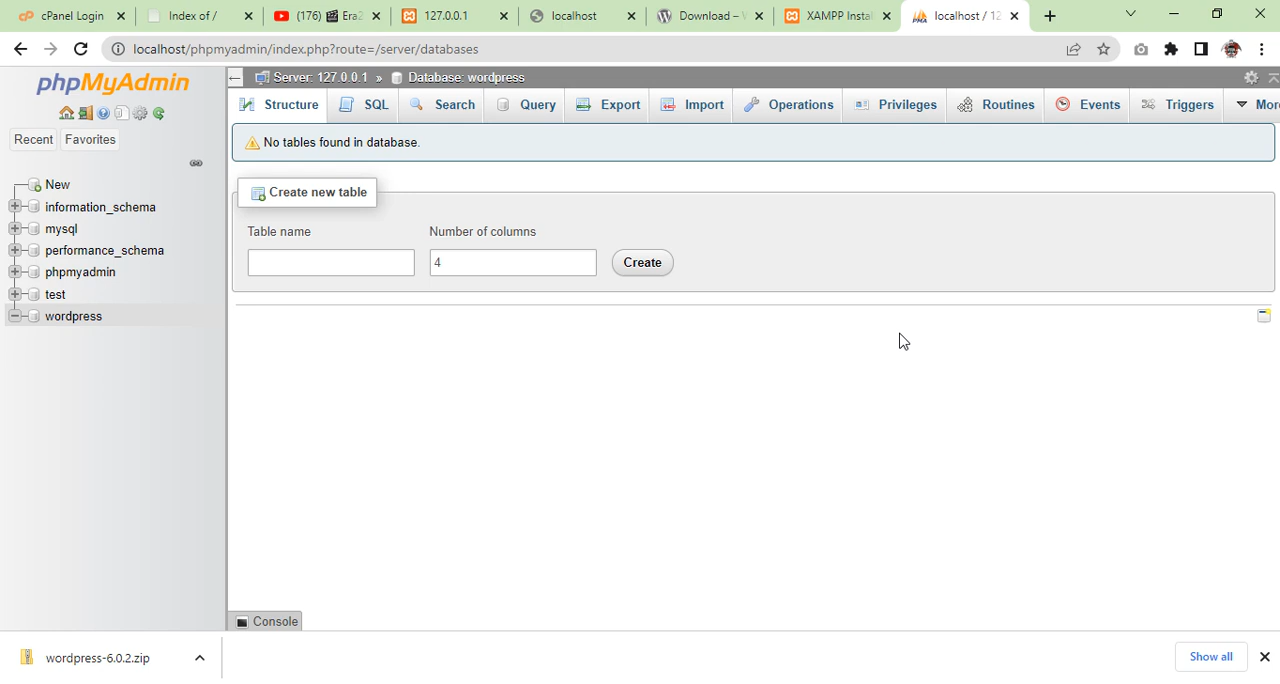 cPanel Login
Index of /
(176) 🎬 Era2
127.0.0.1
localhost
Download – W
XAMPP Instal
localhost / 12
localhost/phpmyadmin/index.php?route=/server/databases
phpMyAdmin
Recent
Favorites
New
information_schema
mysql
performance_schema
phpmyadmin
test
wordpress
Server: 127.0.0.1 » Database: wordpress
Structure
SQL
Search
Query
Export
Import
Operations
Privileges
Routines
Events
Triggers
Mor
No tables found in database.
Create new table
Table name
Number of columns
4
Create
Console
wordpress-6.0.2.zip
Show all